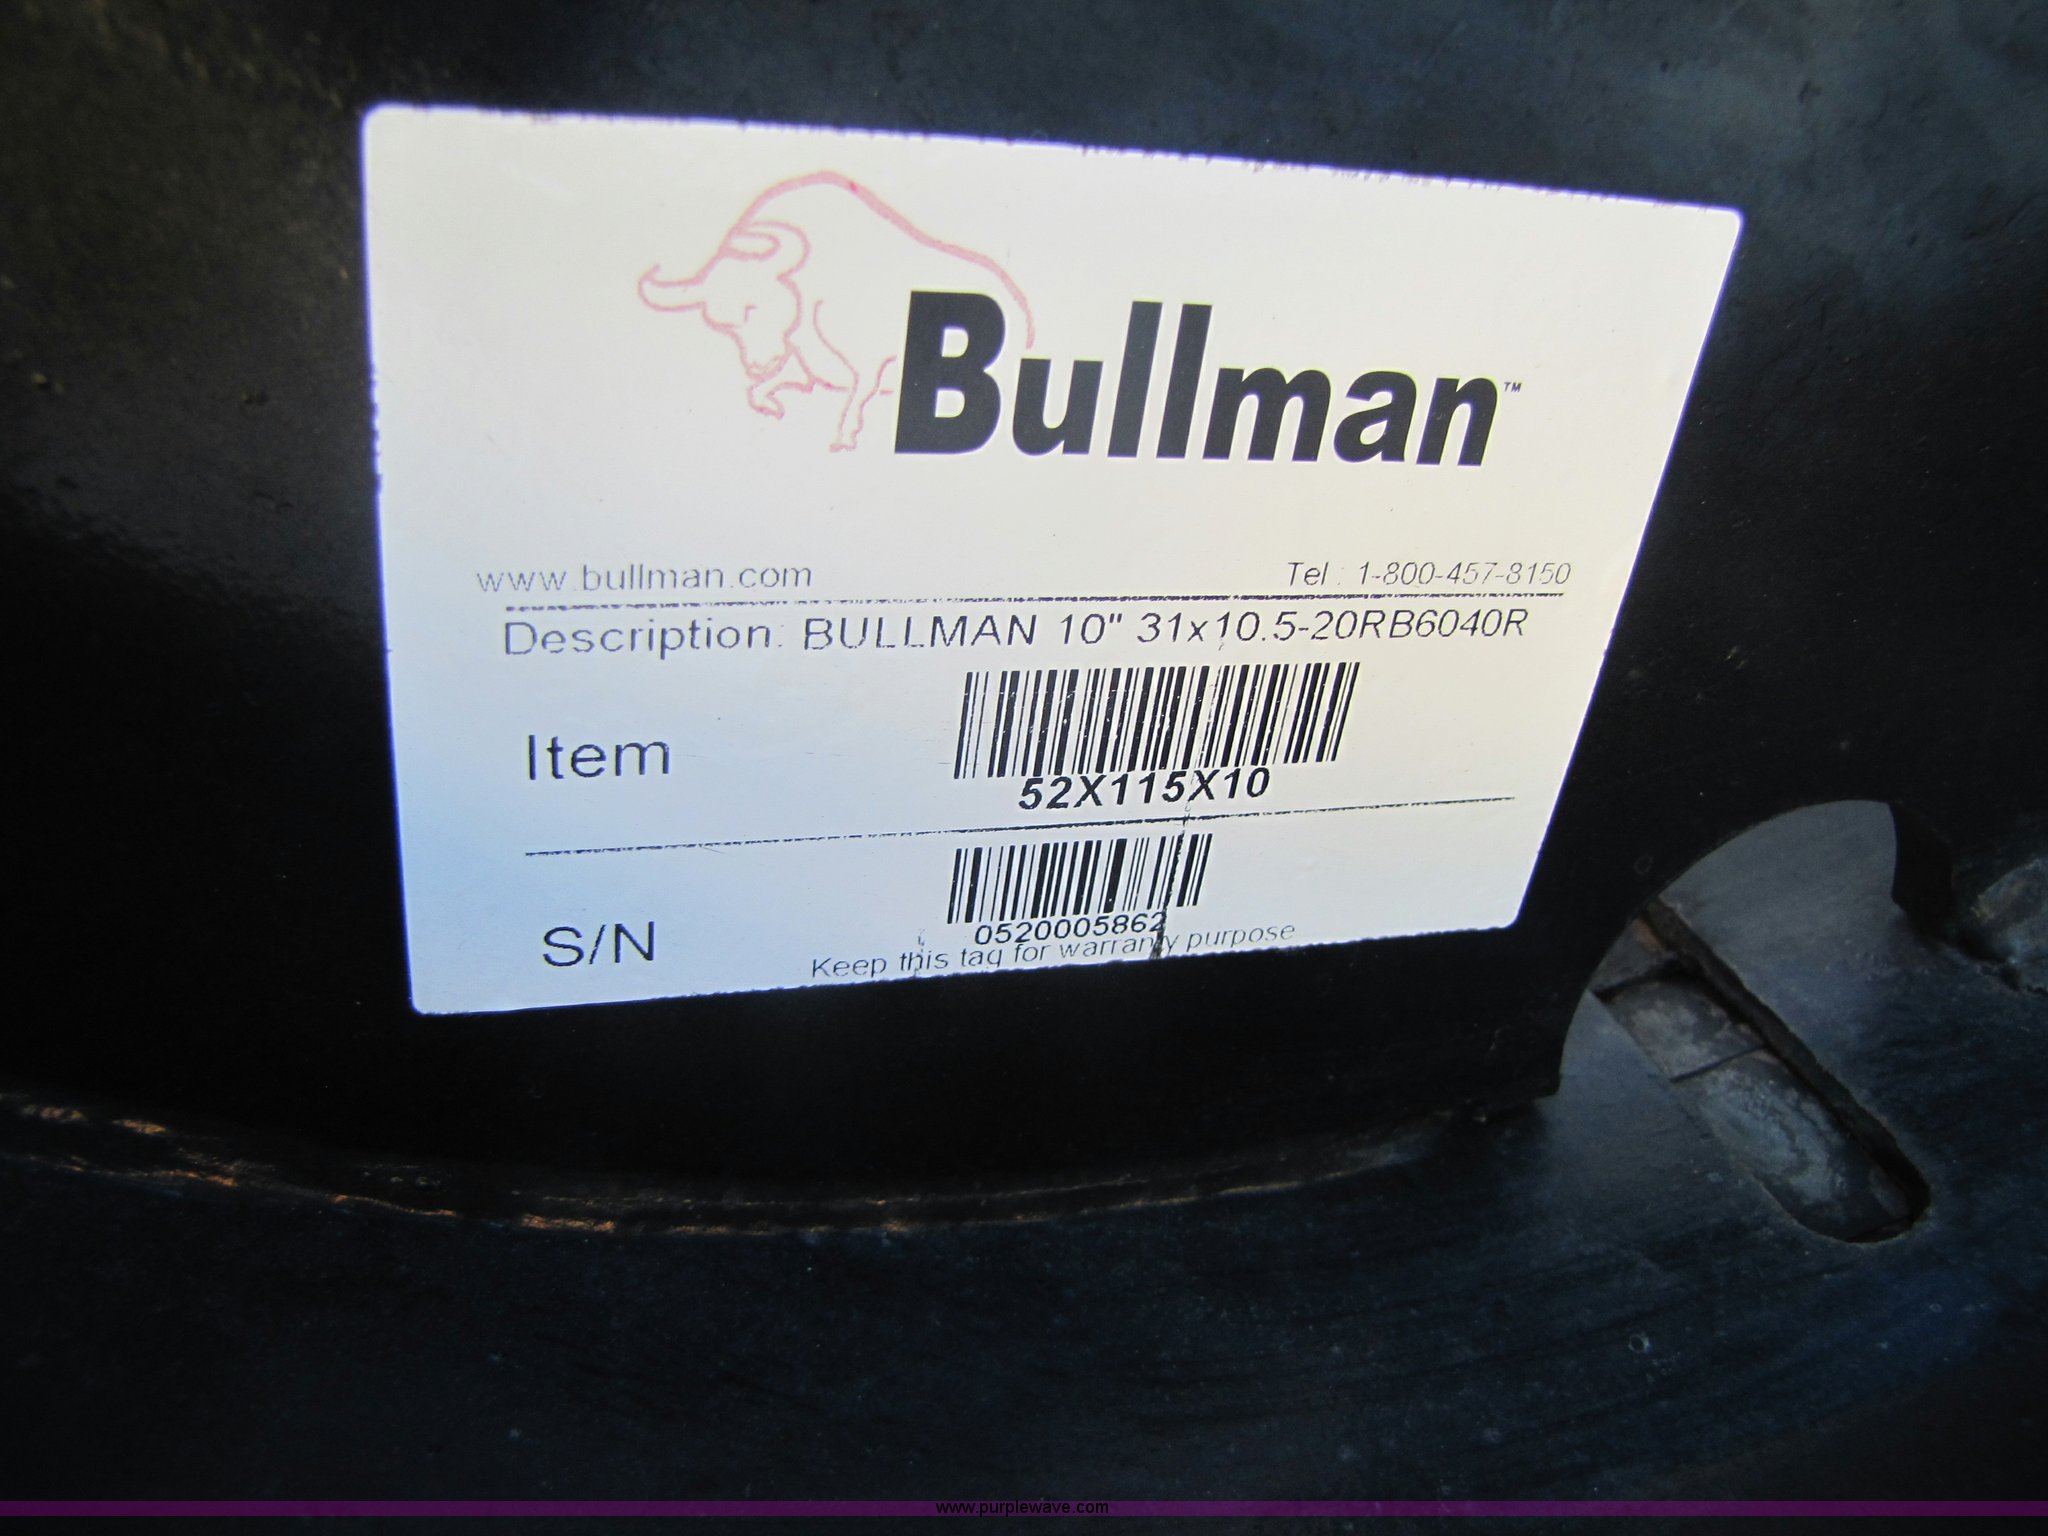 Bullman™
www.bullman.com Tel : 1-800-457-8150
Description: BULLMAN 10" 31x10.5-20RB6040R
Item
52X115X10
S/N
0520005862
Keep this tag for warranty purpose
www.purplewave.com